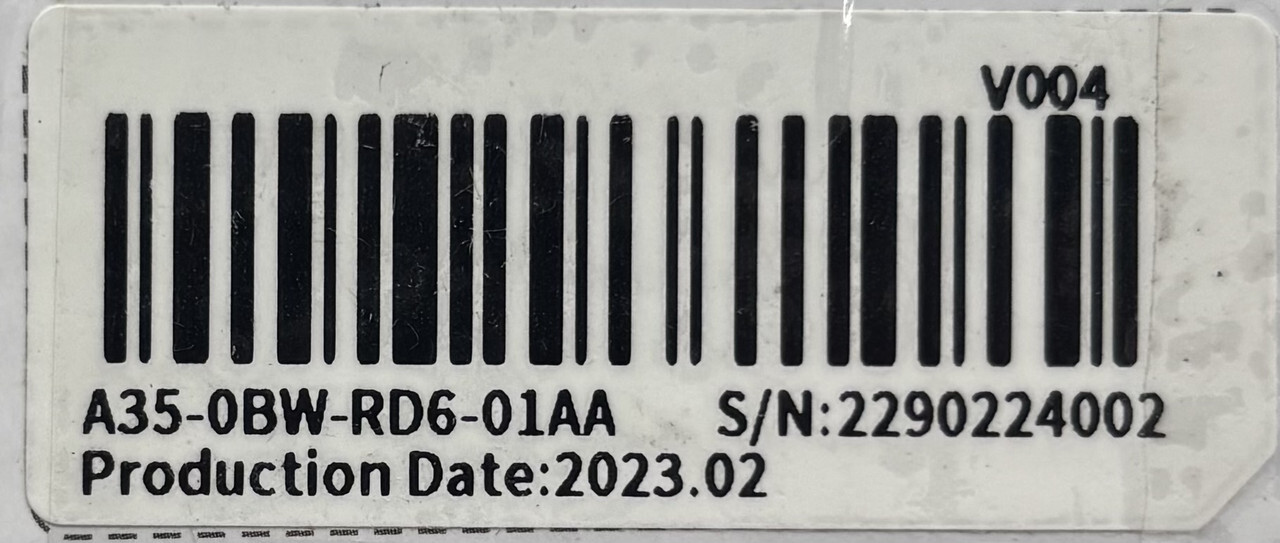 V004
A35-0BW-RD6-01AA S/N:2290224002
Production Date:2023.02